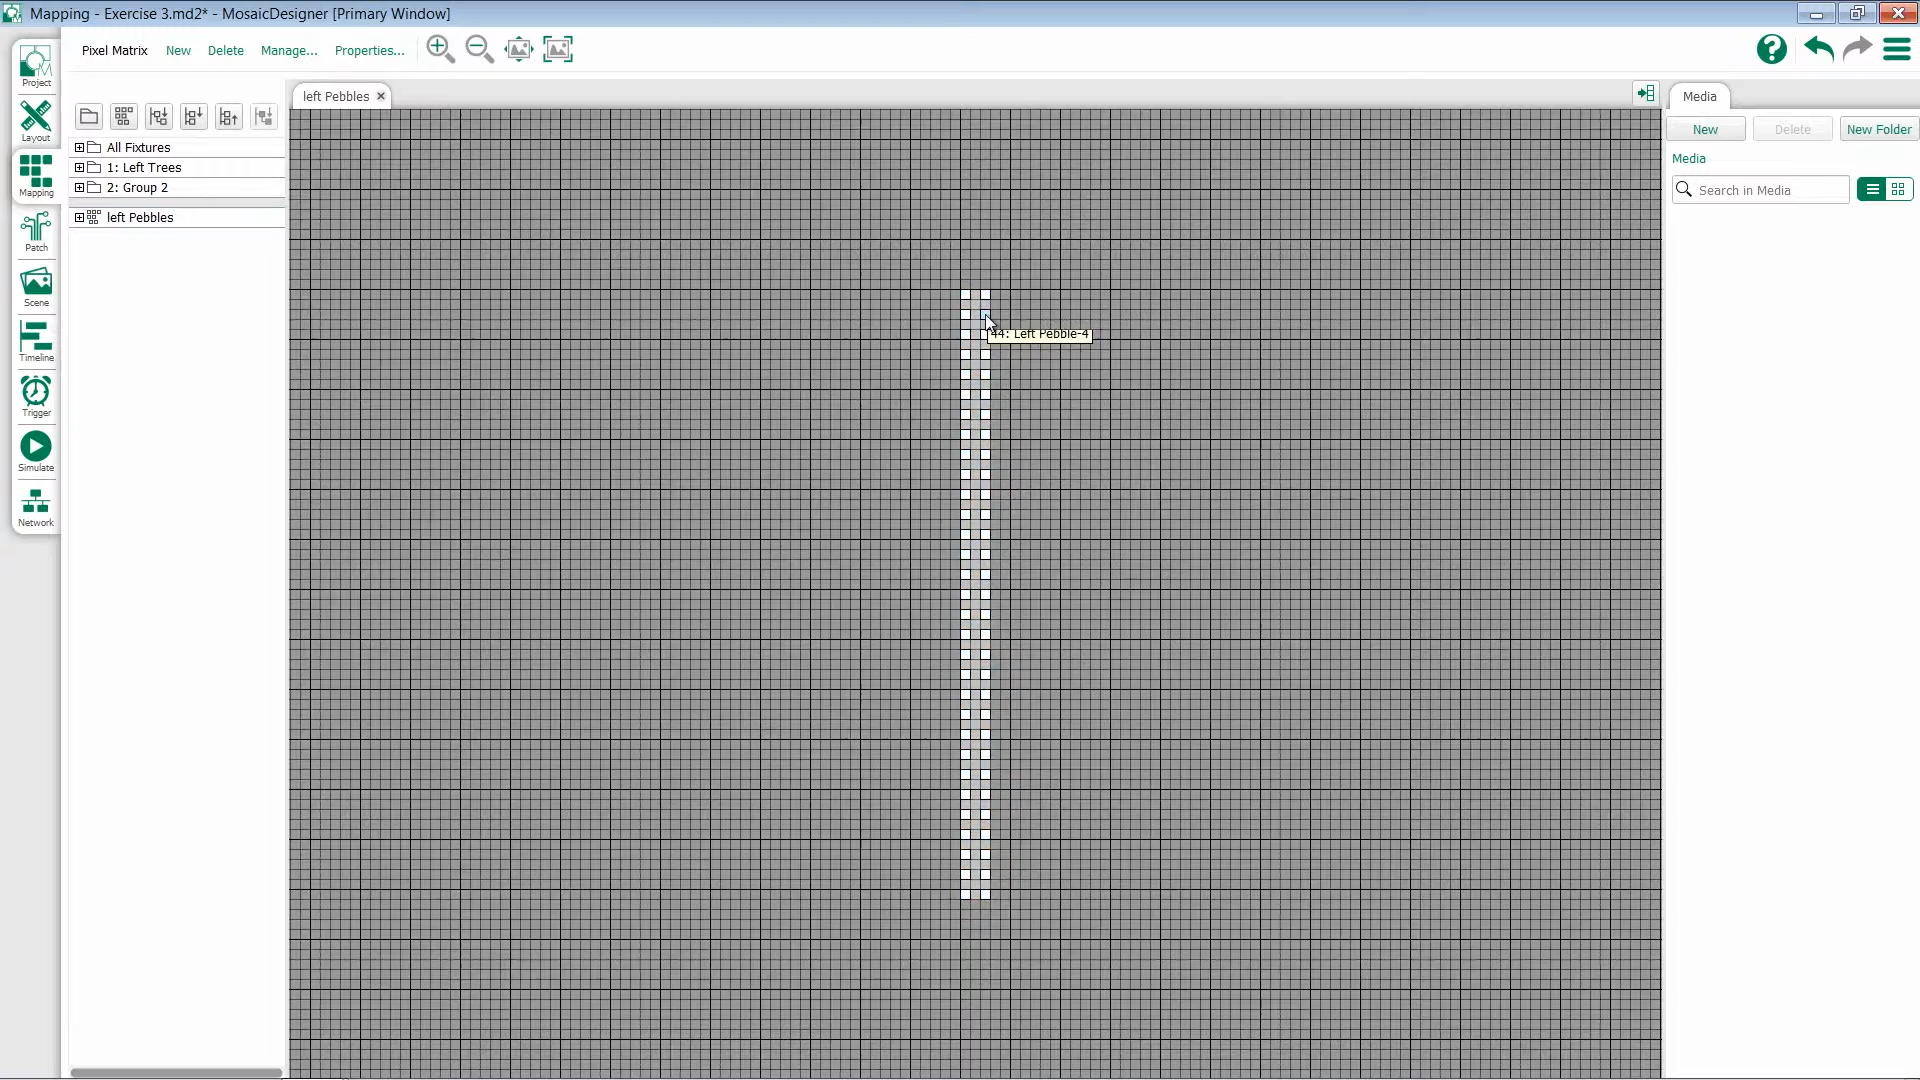 Mapping - Exercise 3.md2* - MosaicDesigner [Primary Window]
Pixel Matrix New Delete Manage... Properties...
Project
Layout
Mapping
Patch
Scene
Timeline
Trigger
Simulate
Network
All Fixtures
1: Left Trees
2: Group 2
left Pebbles
left Pebbles
44: Left Pebble-4
Media
New Delete New Folder
Media
Search in Media